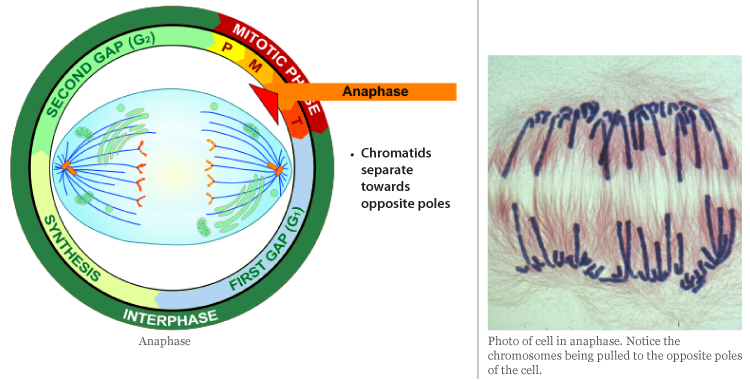 SECOND GAP (G2)
P
M
MITOTIC PHASE
Anaphase
T
• Chromatids
separate
towards
opposite poles
SYNTHESIS
FIRST GAP (G1)
INTERPHASE
Anaphase
Photo of cell in anaphase. Notice the
chromosomes being pulled to the opposite poles
of the cell.